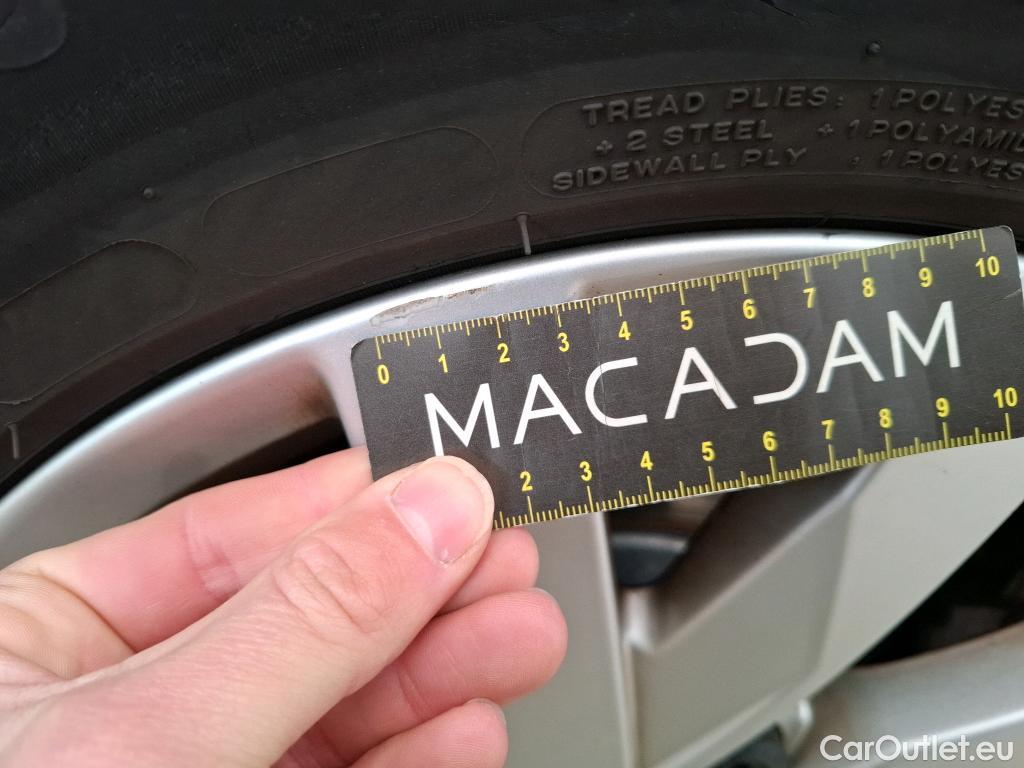 TREAD PLIES: 1 POLYES
+ 2 STEEL + 1 POLYAMID
SIDEWALL PLY : 1 POLYES
0 1 2 3 4 5 6 7 8 9 10
MACADAM
2 3 4 5 6 7 8 9 10
CarOutlet.eu